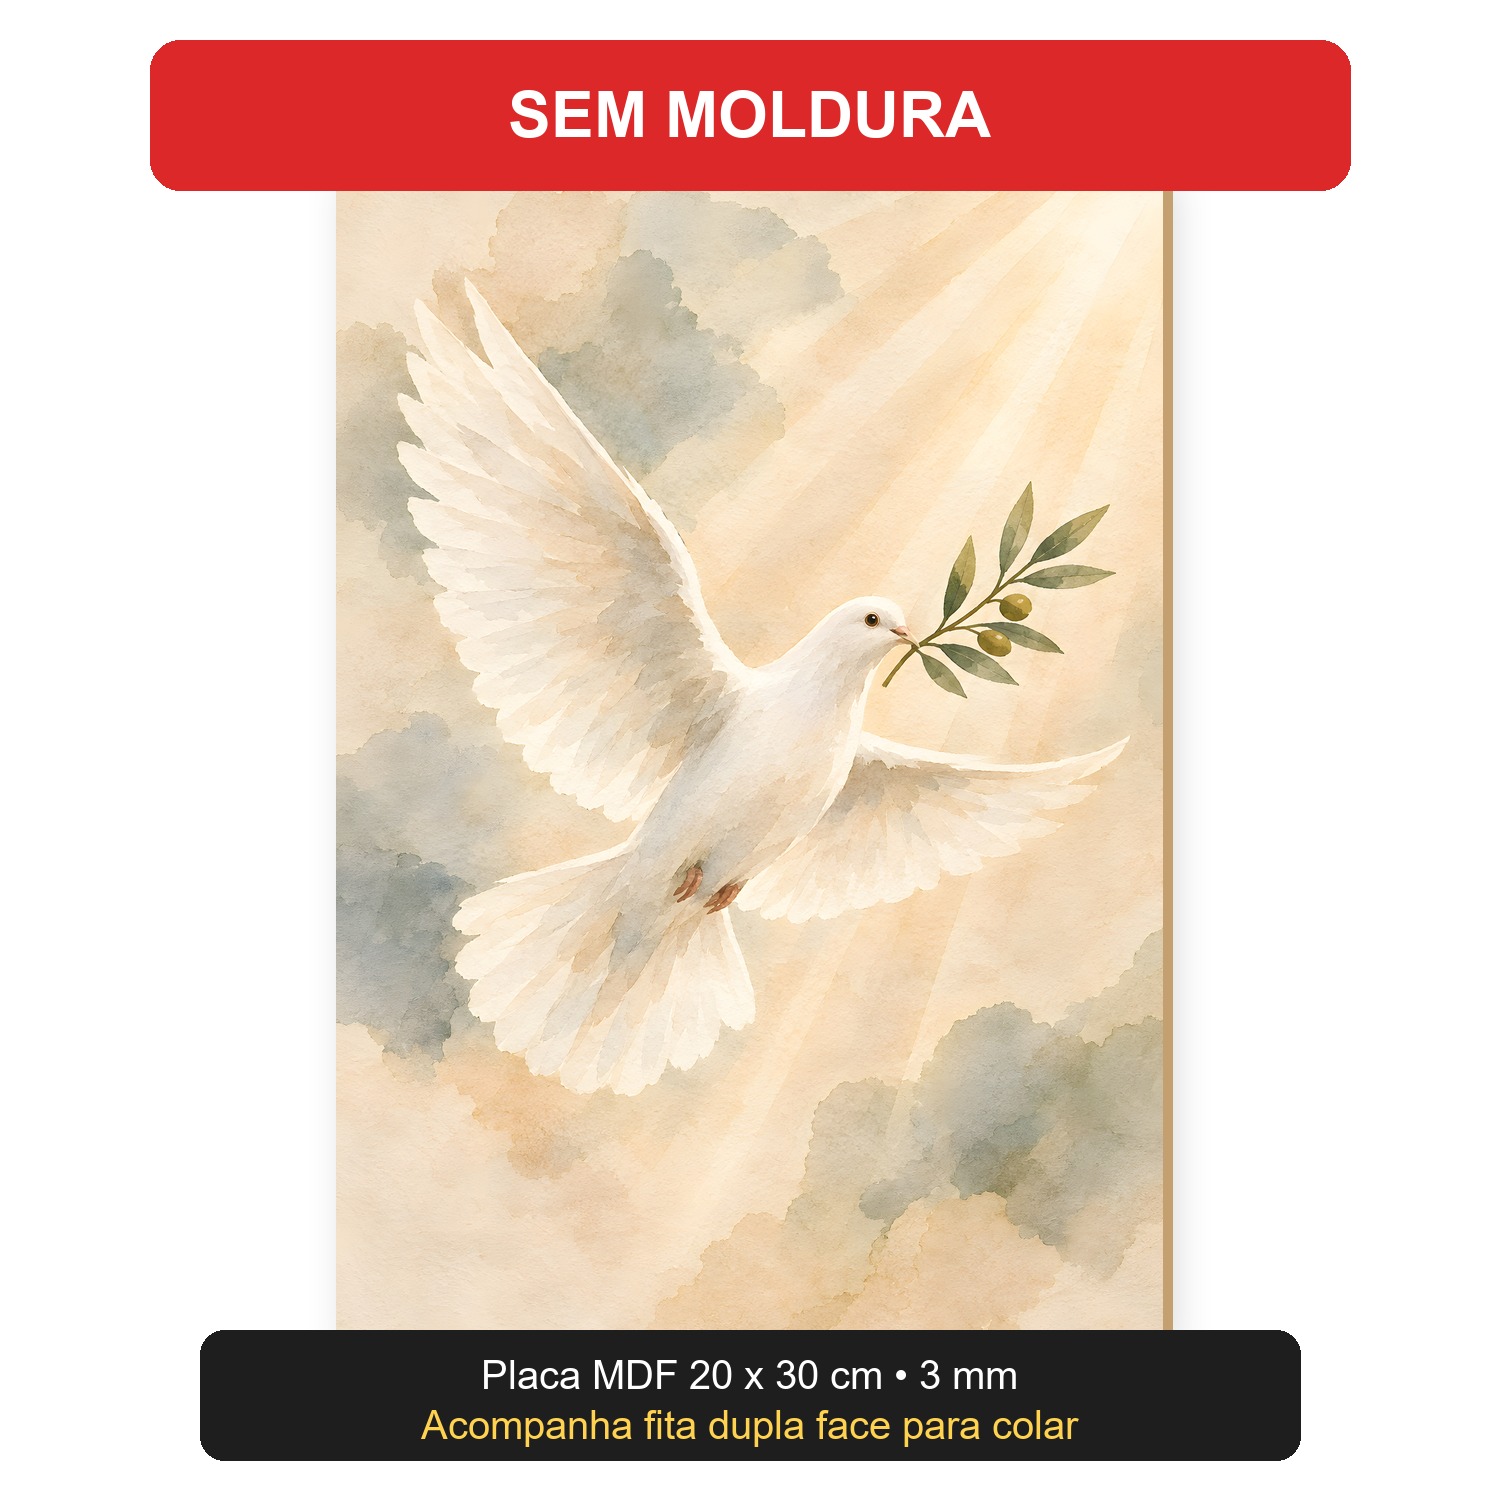 SEM MOLDURA
Placa MDF 20 x 30 cm • 3 mm
Acompanha fita dupla face para colar